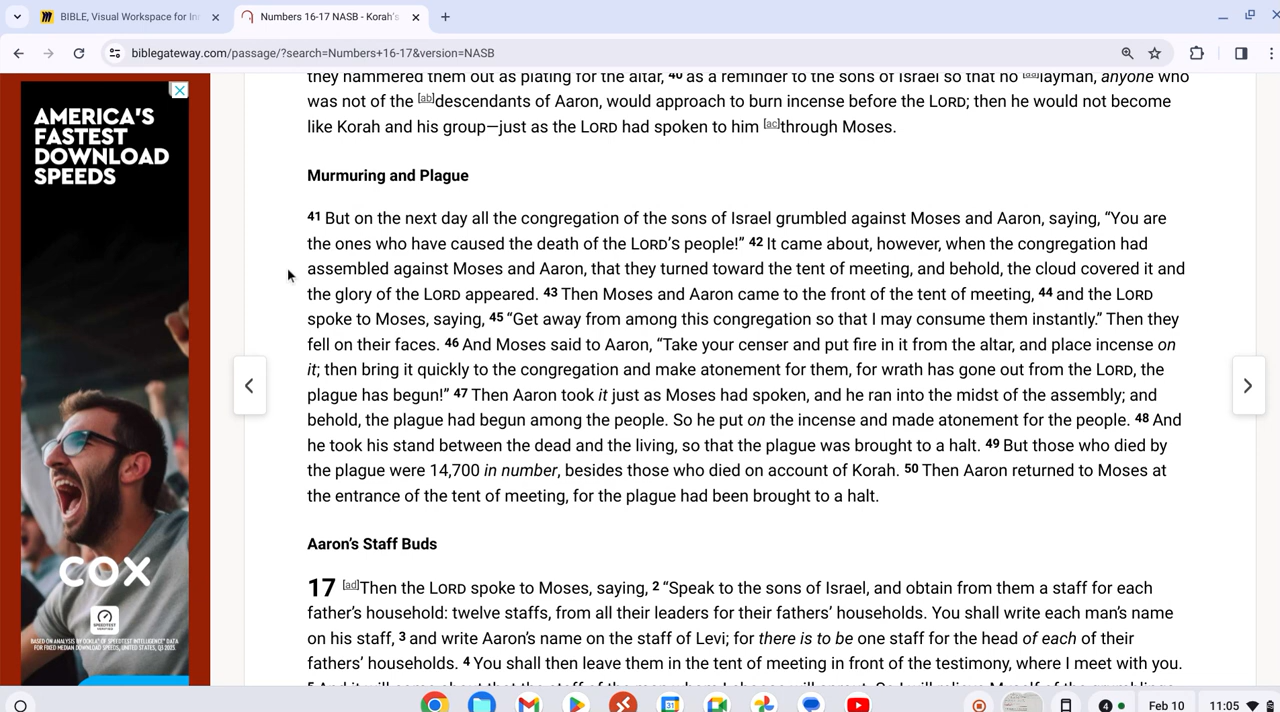 BIBLE, Visual Workspace for In
Numbers 16-17 NASB - Korah's
biblegateway.com/passage/?search=Numbers+16-17&version=NASB
AMERICA'S
FASTEST
DOWNLOAD
SPEEDS
COX
SPEEDTEST
BASED ON ANALYSIS BY OOKLA® OF SPEEDTEST INTELLIGENCE® DATA
FOR FIXED MEDIAN DOWNLOAD SPEEDS, UNITED STATES, Q3 2023.
they hammered them out as plating for the altar, 40 as a reminder to the sons of Israel so that no [aa]layman, anyone who
was not of the [ab]descendants of Aaron, would approach to burn incense before the LORD; then he would not become
like Korah and his group—just as the LORD had spoken to him [ac]through Moses.
Murmuring and Plague
41 But on the next day all the congregation of the sons of Israel grumbled against Moses and Aaron, saying, “You are
the ones who have caused the death of the LORD’s people!” 42 It came about, however, when the congregation had
assembled against Moses and Aaron, that they turned toward the tent of meeting, and behold, the cloud covered it and
the glory of the LORD appeared. 43 Then Moses and Aaron came to the front of the tent of meeting, 44 and the LORD
spoke to Moses, saying, 45 “Get away from among this congregation so that I may consume them instantly.” Then they
fell on their faces. 46 And Moses said to Aaron, “Take your censer and put fire in it from the altar, and place incense on
it; then bring it quickly to the congregation and make atonement for them, for wrath has gone out from the LORD, the
plague has begun!” 47 Then Aaron took it just as Moses had spoken, and he ran into the midst of the assembly; and
behold, the plague had begun among the people. So he put on the incense and made atonement for the people. 48 And
he took his stand between the dead and the living, so that the plague was brought to a halt. 49 But those who died by
the plague were 14,700 in number, besides those who died on account of Korah. 50 Then Aaron returned to Moses at
the entrance of the tent of meeting, for the plague had been brought to a halt.
Aaron’s Staff Buds
17 [ad]Then the LORD spoke to Moses, saying, 2 “Speak to the sons of Israel, and obtain from them a staff for each
father’s household: twelve staffs, from all their leaders for their fathers’ households. You shall write each man’s name
on his staff, 3 and write Aaron’s name on the staff of Levi; for there is to be one staff for the head of each of their
fathers’ households. 4 You shall then leave them in the tent of meeting in front of the testimony, where I meet with you.
4
Feb 10
11:05